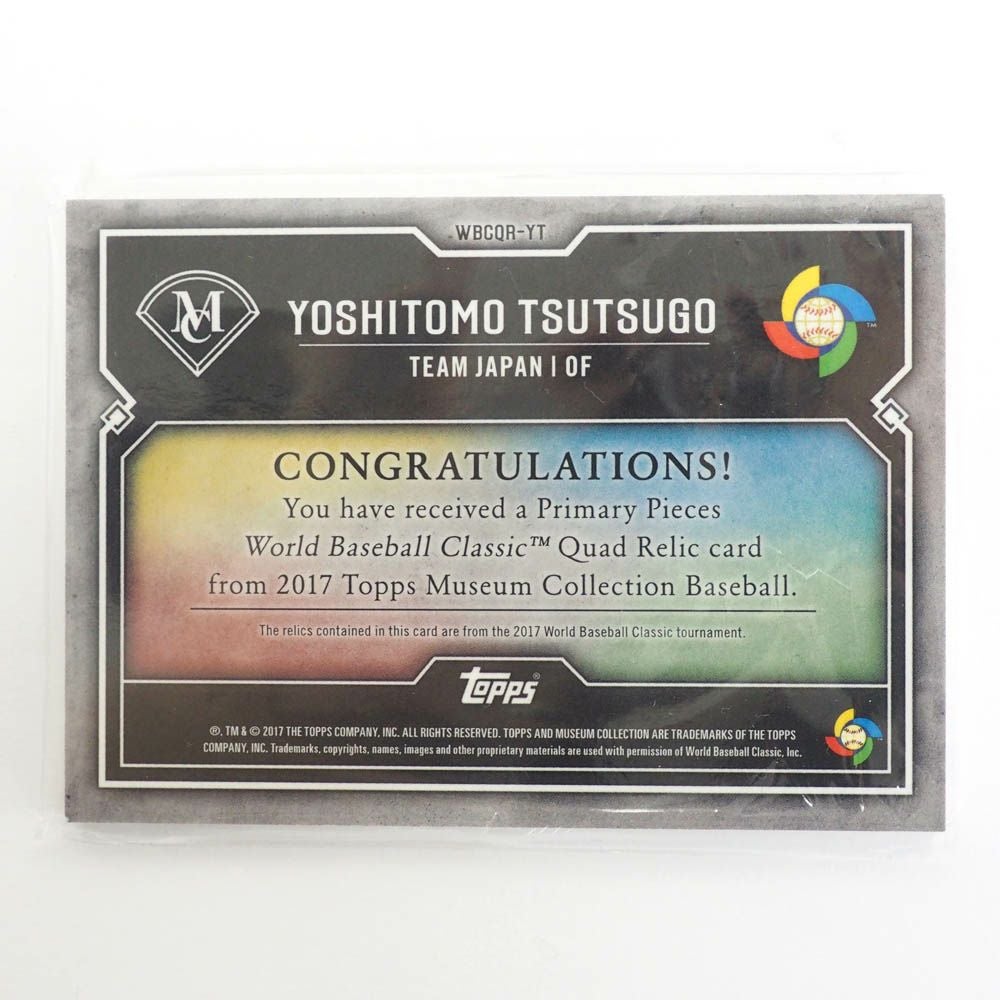 WBCQR-YT
MC
YOSHITOMO TSUTSUGO
TM
TEAM JAPAN | OF
CONGRATULATIONS!
You have received a Primary Pieces
World Baseball Classic™ Quad Relic card
from 2017 Topps Museum Collection Baseball.
The relics contained in this card are from the 2017 World Baseball Classic tournament.
topps®
®, TM & © 2017 THE TOPPS COMPANY, INC. ALL RIGHTS RESERVED. TOPPS AND MUSEUM COLLECTION ARE TRADEMARKS OF THE TOPPS
COMPANY, INC. Trademarks, copyrights, names, images and other proprietary materials are used with permission of World Baseball Classic, Inc.